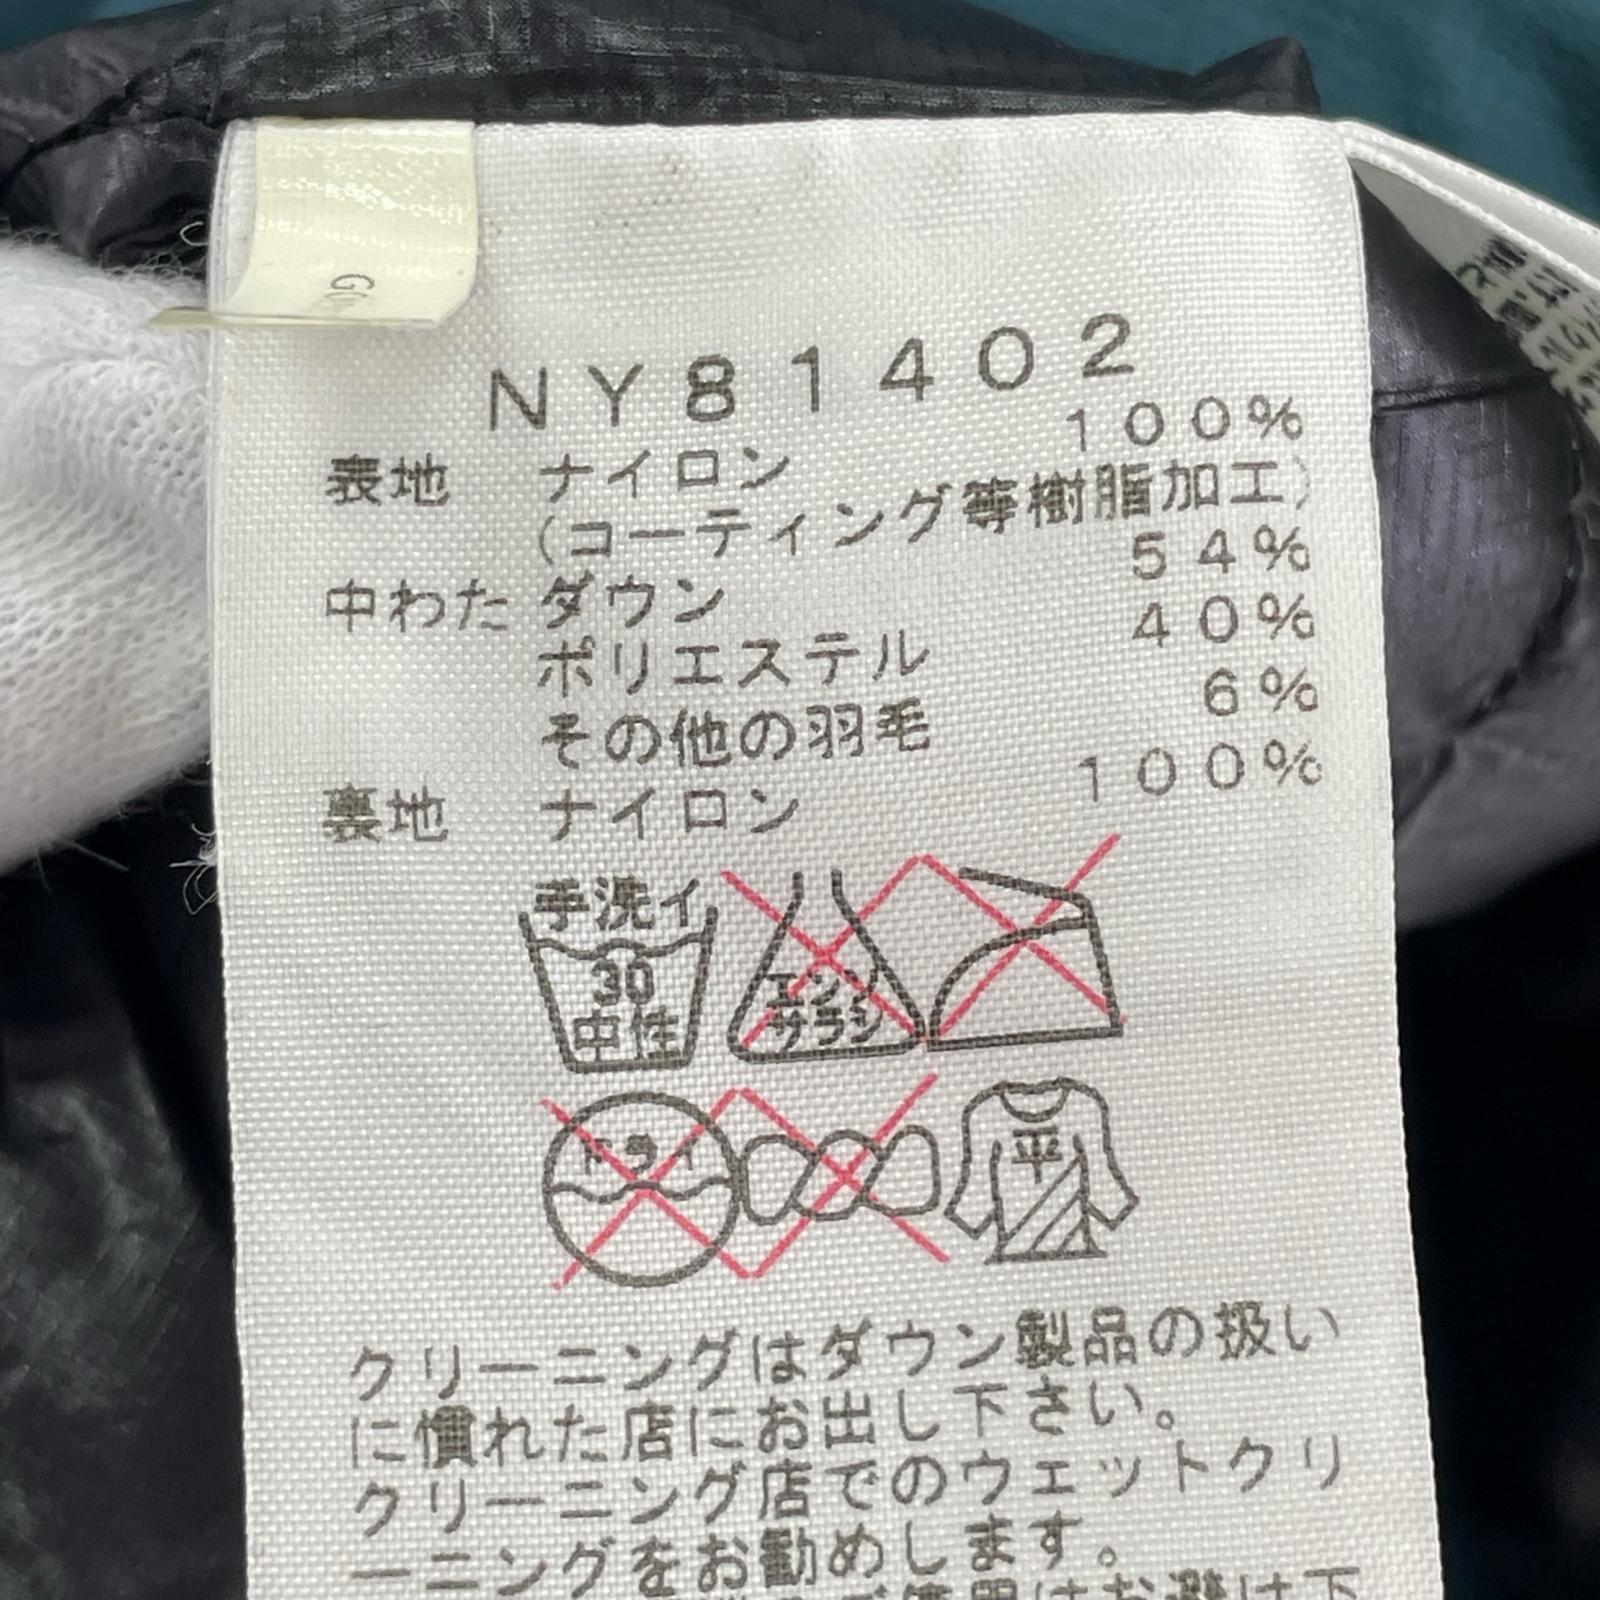 NY81402
表地 ナイロン 100%
(コーティング等樹脂加工)
中わた ダウン 54%
ポリエステル 40%
その他の羽毛 6%
裏地 ナイロン 100%
手洗イ
30
中性
エンソ
サラシ
ドライ
平
クリーニングはダウン製品の扱い
に慣れた店にお出し下さい。
クリーニング店でのウェットクリ
ーニングをお勧めします。